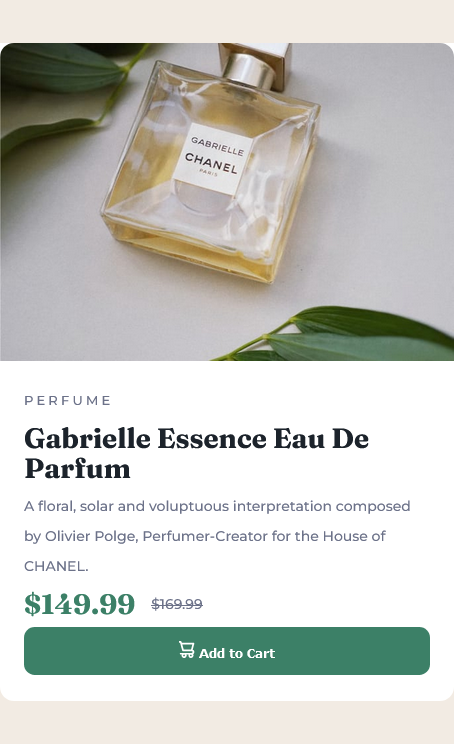 GABRIELLE
CHANEL
PARIS
PERFUME
Gabrielle Essence Eau De
Parfum
A floral, solar and voluptuous interpretation composed
by Olivier Polge, Perfumer-Creator for the House of
CHANEL.
$149.99 $169.99
Add to Cart